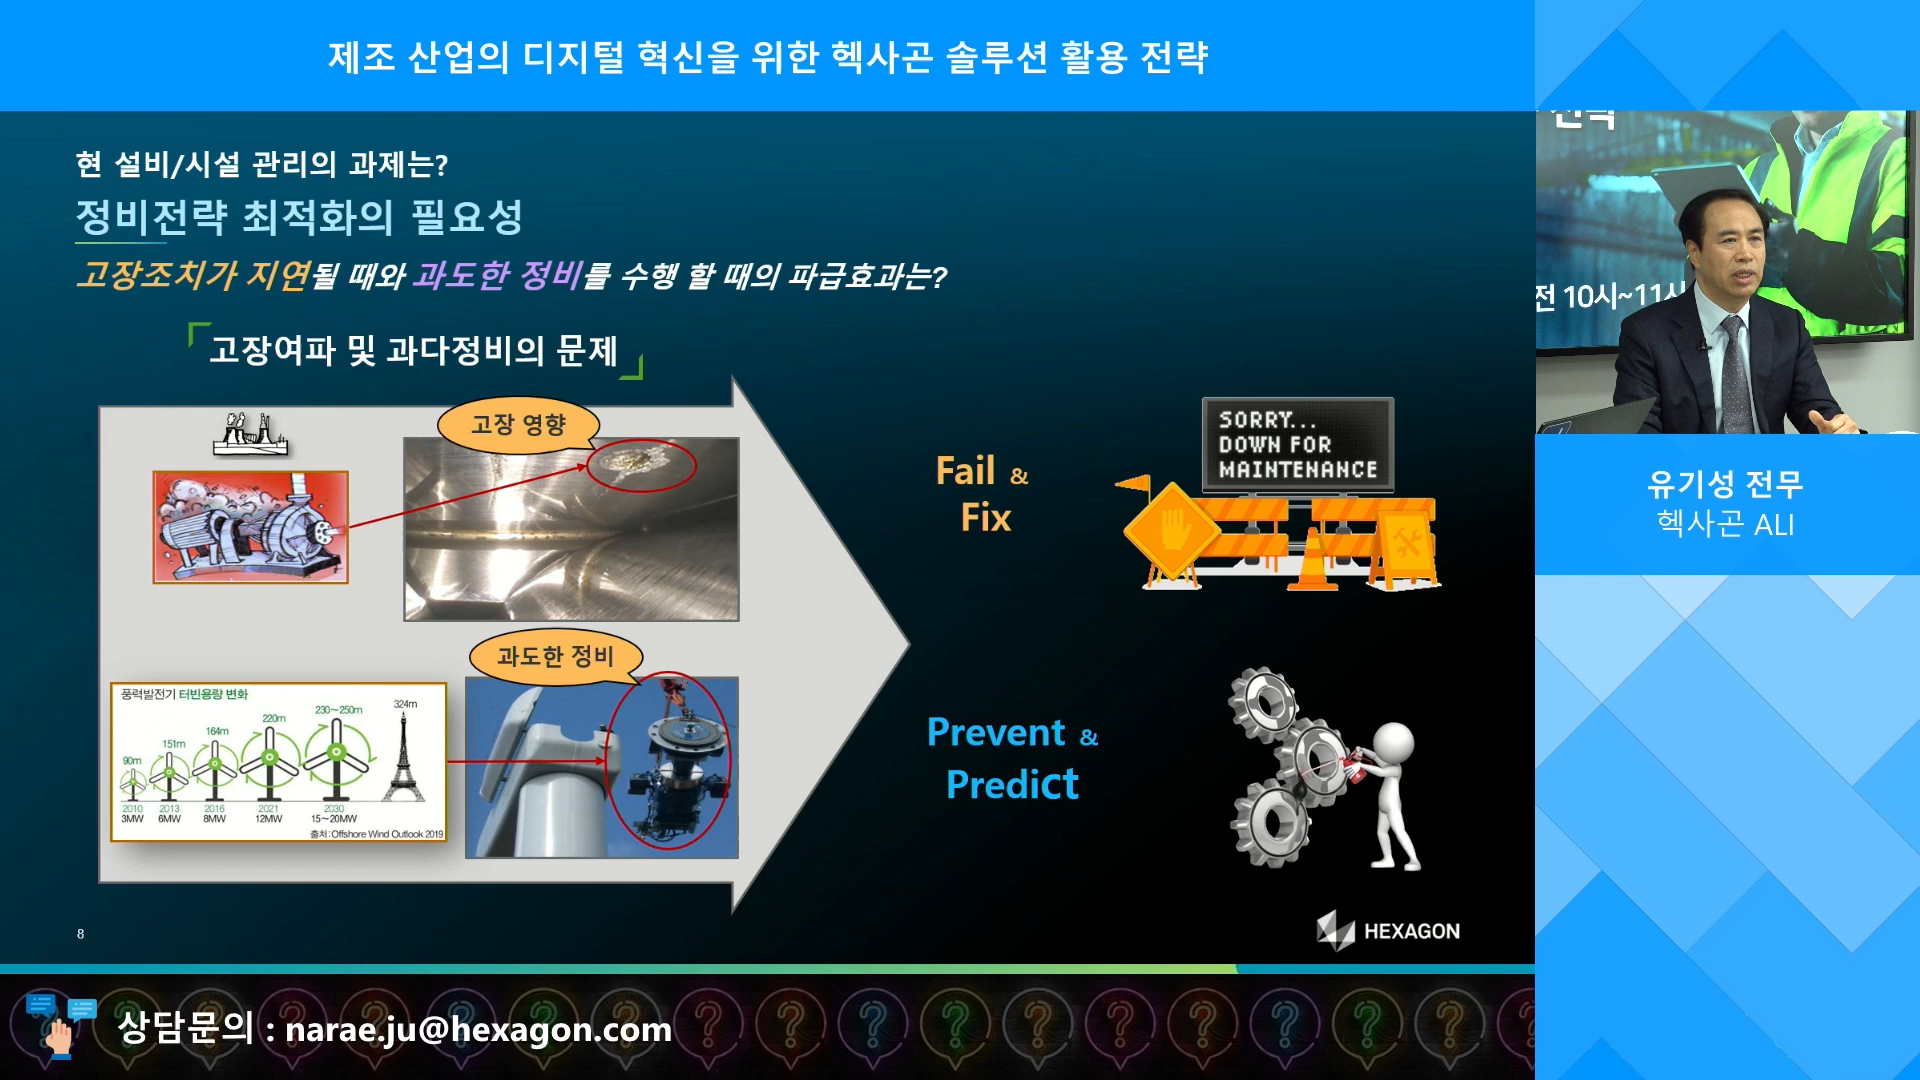 제조 산업의 디지털 혁신을 위한 헥사곤 솔루션 활용 전략
현 설비/시설 관리의 과제는?
정비전략 최적화의 필요성
고장조치가 지연될 때와 과도한 정비를 수행 할 때의 파급효과는?
고장여파 및 과다정비의 문제
고장 영향
과도한 정비
풍력발전기 터빈용량 변화
90m
151m
164m
220m
230~250m
324m
2010 2013 2016 2021 2030
3MW 6MW 8MW 12MW 15~20MW
출처:Offshore Wind Outlook 2019
Fail &
Fix
SORRY...
DOWN FOR
MAINTENANCE
Prevent &
Predict
8
HEXAGON
전 10시~11시
유기성 전무
헥사곤 ALI
상담문의 : narae.ju@hexagon.com